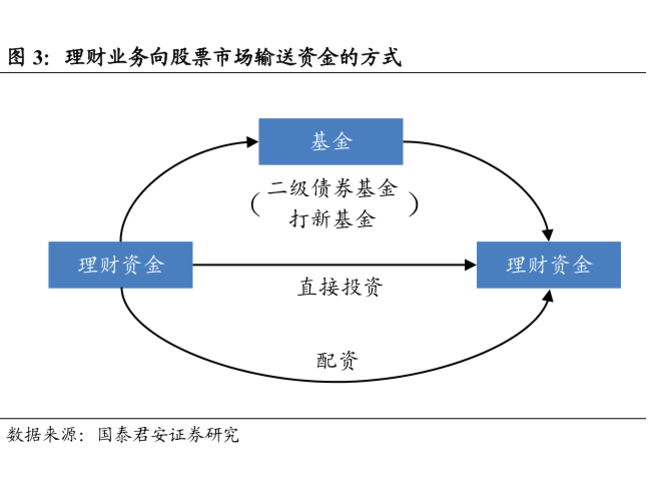 图 3：理财业务向股票市场输送资金的方式
基金
（二级债券基金
打新基金）
理财资金
理财资金
直接投资
配资
数据来源：国泰君安证券研究